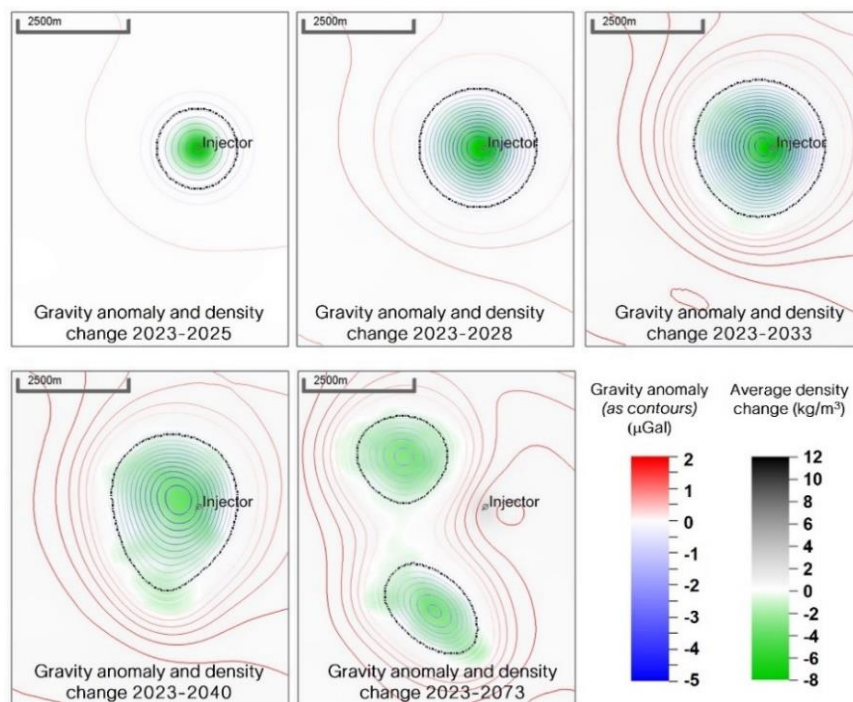 2500m
Injector
Gravity anomaly and density
change 2023-2025
2500m
Injector
Gravity anomaly and density
change 2023-2028
2500m
Injector
Gravity anomaly and density
change 2023-2033
2500m
Injector
Gravity anomaly and density
change 2023-2040
2500m
Injector
Gravity anomaly and density
change 2023-2073
Gravity anomaly
(as contours)
(μGal)
2
1
0
-1
-2
-3
-4
-5
Average density
change (kg/m³)
12
10
8
6
4
2
0
-2
-4
-6
-8